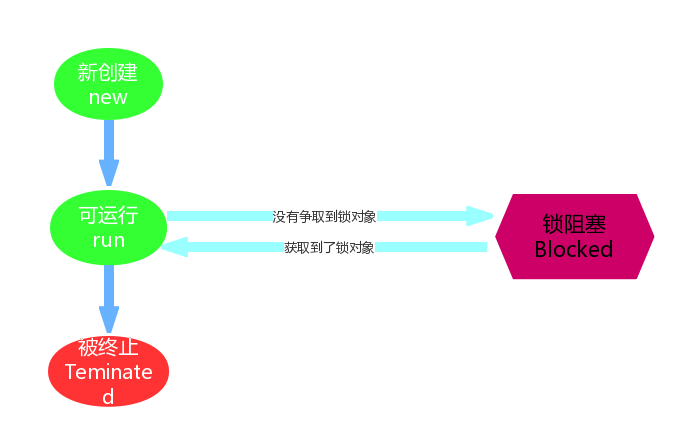 新创建
new
可运行
run
没有争取到锁对象
获取到了锁对象
锁阻塞
Blocked
被终止
Teminate
d